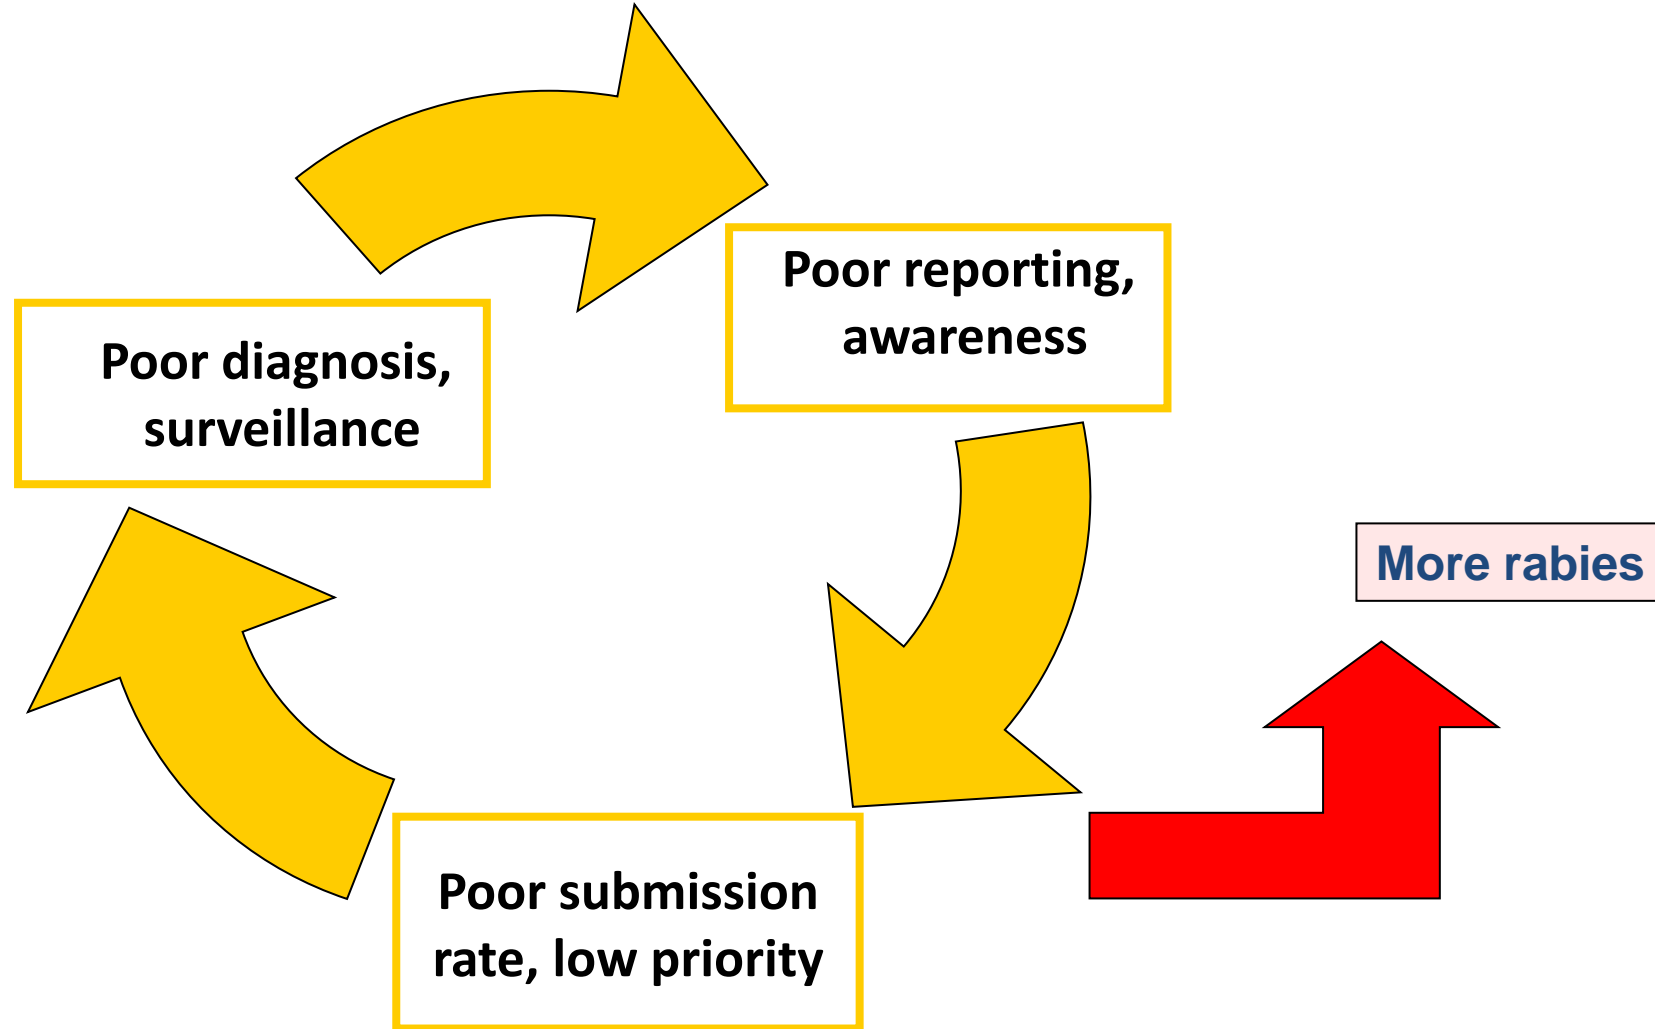 Poor reporting,
awareness
Poor diagnosis,
surveillance
More rabies
Poor submission
rate, low priority